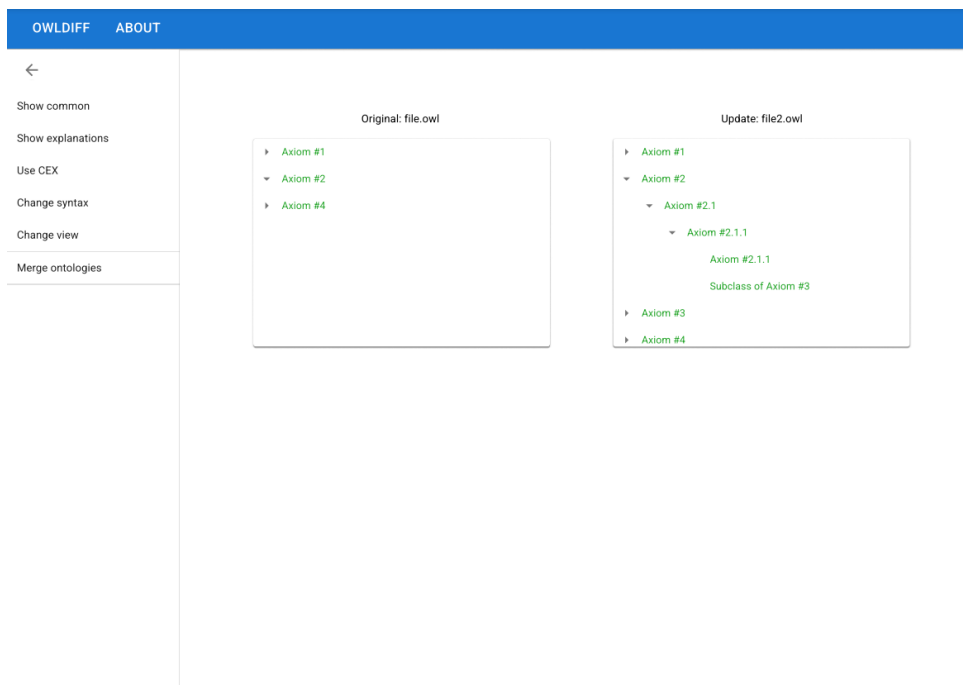 OWLDIFF ABOUT
Show common
Show explanations
Use CEX
Change syntax
Change view
Merge ontologies
Original: file.owl
Axiom #1
Axiom #2
Axiom #4
Update: file2.owl
Axiom #1
Axiom #2
Axiom #2.1
Axiom #2.1.1
Axiom #2.1.1
Subclass of Axiom #3
Axiom #3
Axiom #4